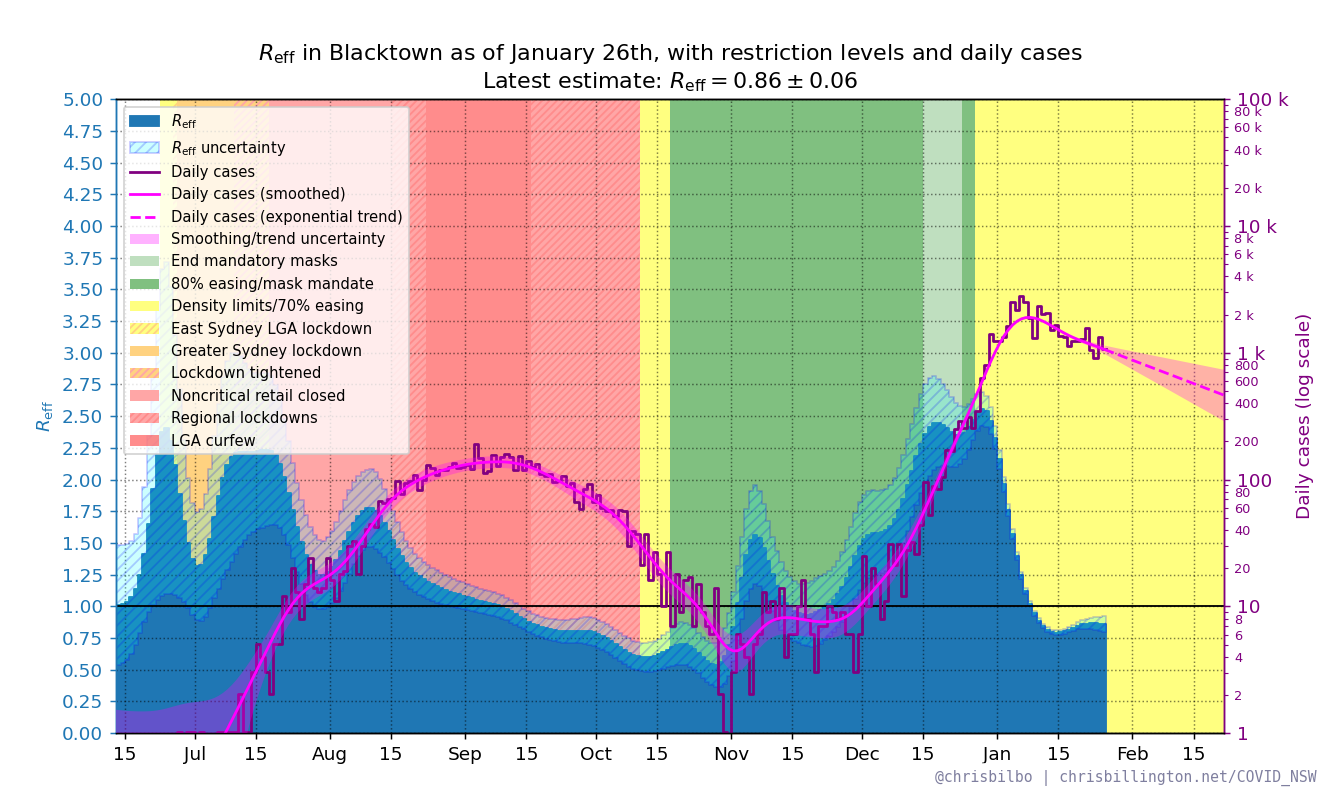 Reff in Blacktown as of January 26th, with restriction levels and daily cases
Latest estimate: Reff = 0.86 ± 0.06
Reff
Reff uncertainty
Daily cases
Daily cases (smoothed)
Daily cases (exponential trend)
Smoothing/trend uncertainty
End mandatory masks
80% easing/mask mandate
Density limits/70% easing
East Sydney LGA lockdown
Greater Sydney lockdown
Lockdown tightened
Noncritical retail closed
Regional lockdowns
LGA curfew
5.00
4.75
4.50
4.25
4.00
3.75
3.50
3.25
3.00
2.75
2.50
2.25
2.00
1.75
1.50
1.25
1.00
0.75
0.50
0.25
0.00
Reff
100 k
80 k
60 k
40 k
20 k
10 k
8 k
6 k
4 k
2 k
1 k
800
600
400
200
100
80
60
40
20
10
8
6
4
2
1
Daily cases (log scale)
15 Jul 15 Aug 15 Sep 15 Oct 15 Nov 15 Dec 15 Jan 15 Feb 15
@chrisbilbo | chrisbillington.net/COVID_NSW